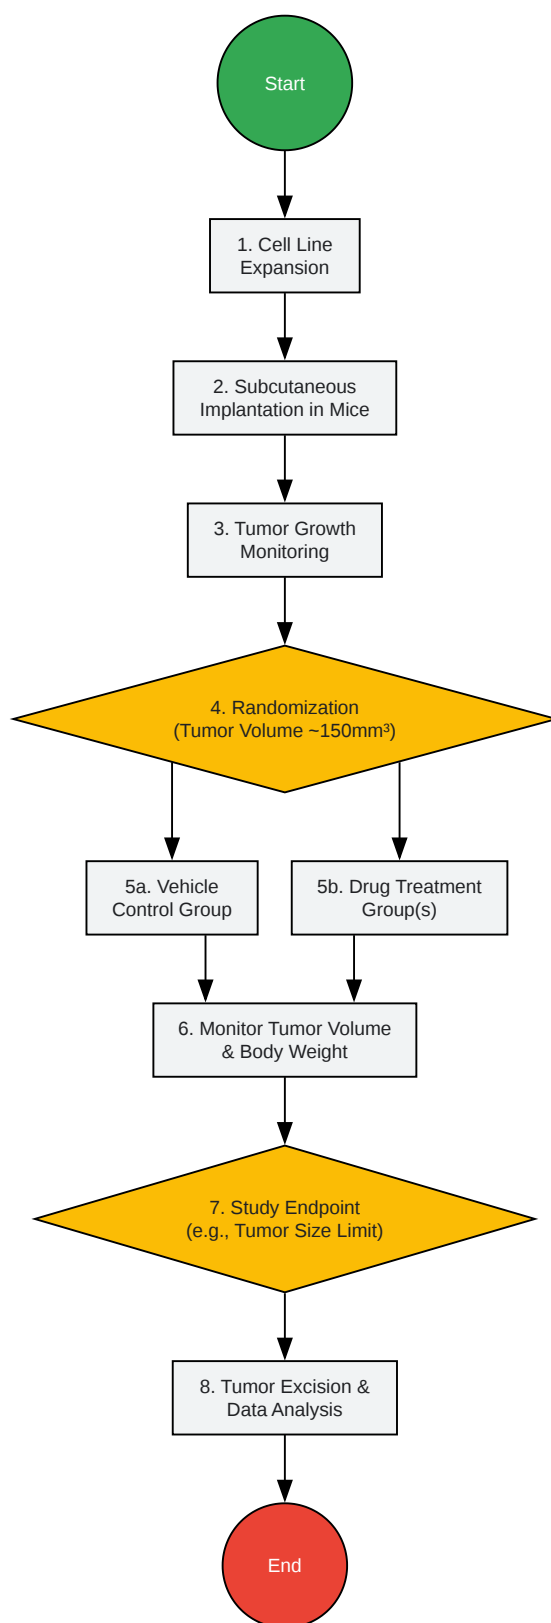 Start
1. Cell Line
Expansion
2. Subcutaneous
Implantation in Mice
3. Tumor Growth
Monitoring
4. Randomization
(Tumor Volume ~150mm³)
5a. Vehicle
Control Group
5b. Drug Treatment
Group(s)
6. Monitor Tumor Volume
& Body Weight
7. Study Endpoint
(e.g., Tumor Size Limit)
8. Tumor Excision &
Data Analysis
End